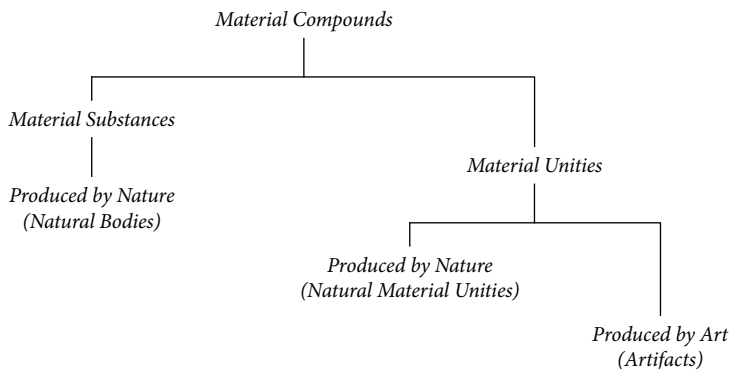 Material Compounds
Material Substances
Material Unities
Produced by Nature
(Natural Bodies)
Produced by Nature
(Natural Material Unities)
Produced by Art
(Artifacts)